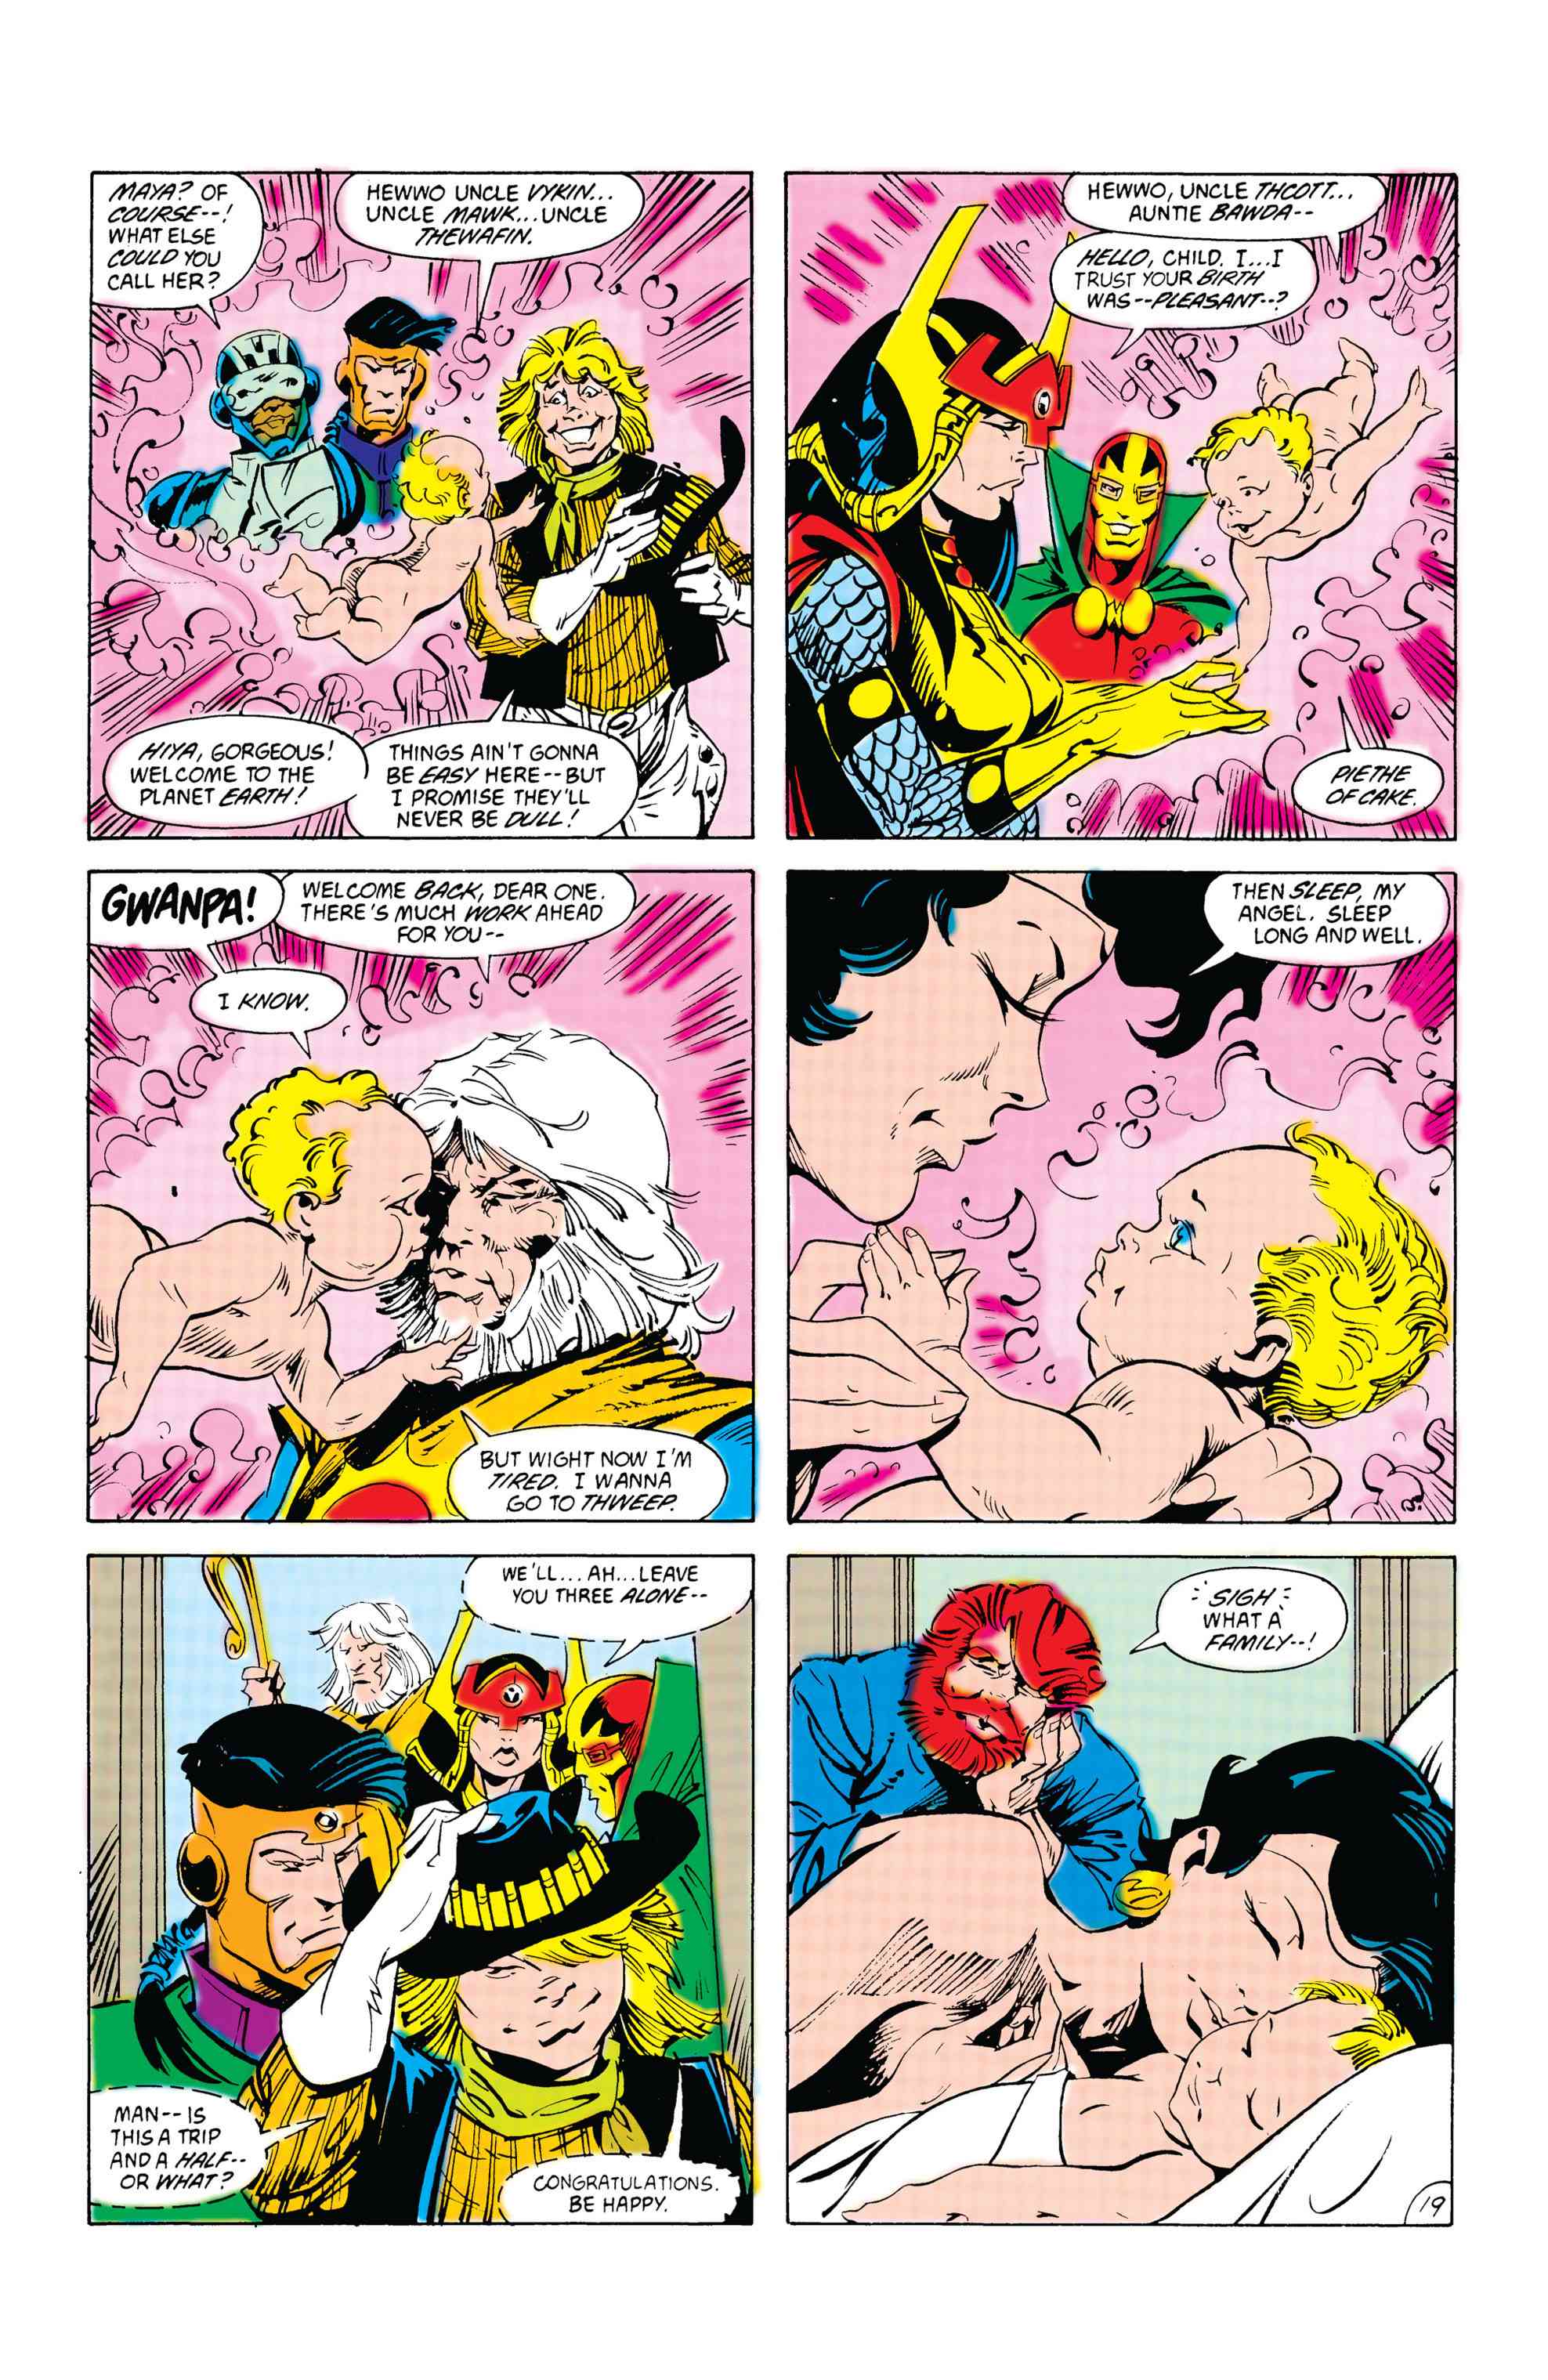 MAYA? OF
COURSE--!
WHAT ELSE
COULD YOU
CALL HER?
HEWWO UNCLE VYKIN...
UNCLE MAWK...UNCLE
THEWAFIN.
HIYA, GORGEOUS!
WELCOME TO THE
PLANET EARTH!
THINGS AIN'T GONNA
BE EASY HERE--BUT
I PROMISE THEY'LL
NEVER BE DULL!
HEWWO, UNCLE THCOTT...
AUNTIE BAWDA--
HELLO, CHILD. I...I
TRUST YOUR BIRTH
WAS--PLEASANT--?
PIETHE
OF CAKE.
GWANPA!
I KNOW.
WELCOME BACK, DEAR ONE.
THERE'S MUCH WORK AHEAD
FOR YOU--
BUT WIGHT NOW I'M
TIRED. I WANNA
GO TO THWEEP.
THEN SLEEP, MY
ANGEL. SLEEP
LONG AND WELL.
WE'LL... AH...LEAVE
YOU THREE ALONE--
MAN--IS
THIS A TRIP
AND A HALF--
OR WHAT?
CONGRATULATIONS.
BE HAPPY.
SIGH
WHAT A
FAMILY--!
19